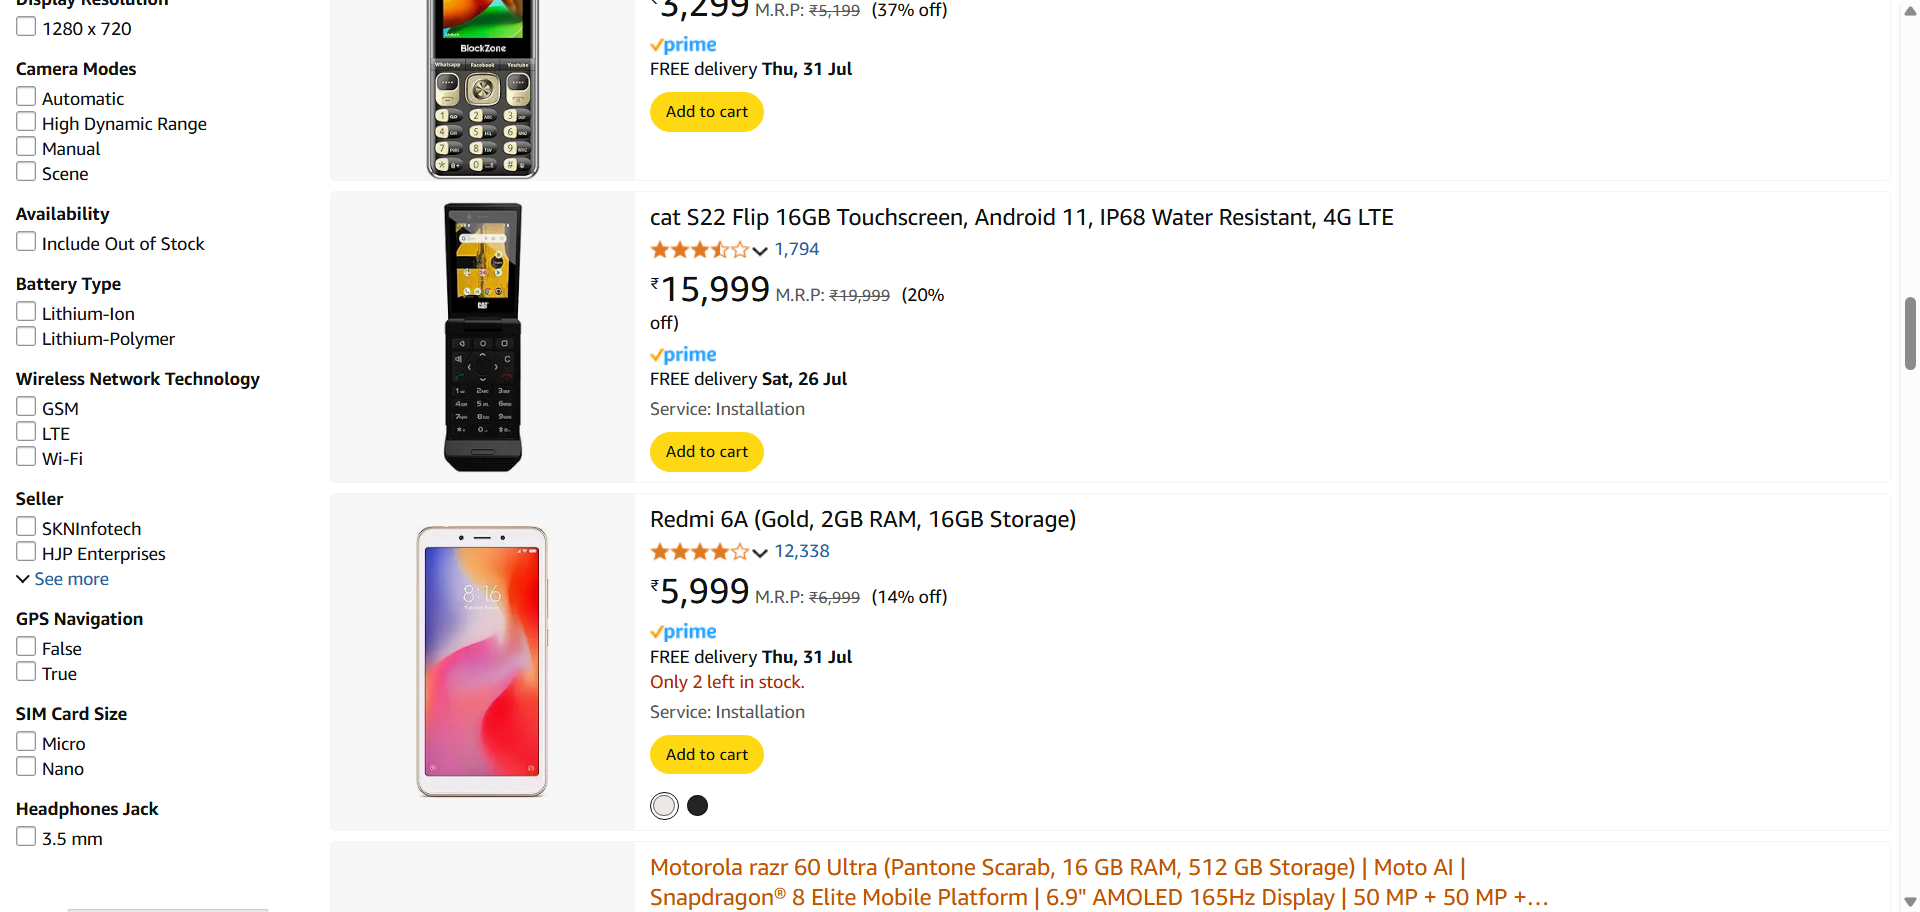 Display Resolution
1280 x 720
Camera Modes
Automatic
High Dynamic Range
Manual
Scene
Availability
Include Out of Stock
Battery Type
Lithium-Ion
Lithium-Polymer
Wireless Network Technology
GSM
LTE
Wi-Fi
Seller
SKNInfotech
HJP Enterprises
See more
GPS Navigation
False
True
SIM Card Size
Micro
Nano
Headphones Jack
3.5 mm
BlackZone
Whatsapp Facebook Youtube
₹3,299 M.R.P: ₹5,199 (37% off)
prime
FREE delivery Thu, 31 Jul
Add to cart
CAT
cat S22 Flip 16GB Touchscreen, Android 11, IP68 Water Resistant, 4G LTE
1,794
₹15,999 M.R.P: ₹19,999 (20%
off)
prime
FREE delivery Sat, 26 Jul
Service: Installation
Add to cart
8:16
Redmi 6A (Gold, 2GB RAM, 16GB Storage)
12,338
₹5,999 M.R.P: ₹6,999 (14% off)
prime
FREE delivery Thu, 31 Jul
Only 2 left in stock.
Service: Installation
Add to cart
Motorola razr 60 Ultra (Pantone Scarab, 16 GB RAM, 512 GB Storage) | Moto AI |
Snapdragon® 8 Elite Mobile Platform | 6.9" AMOLED 165Hz Display | 50 MP + 50 MP +…